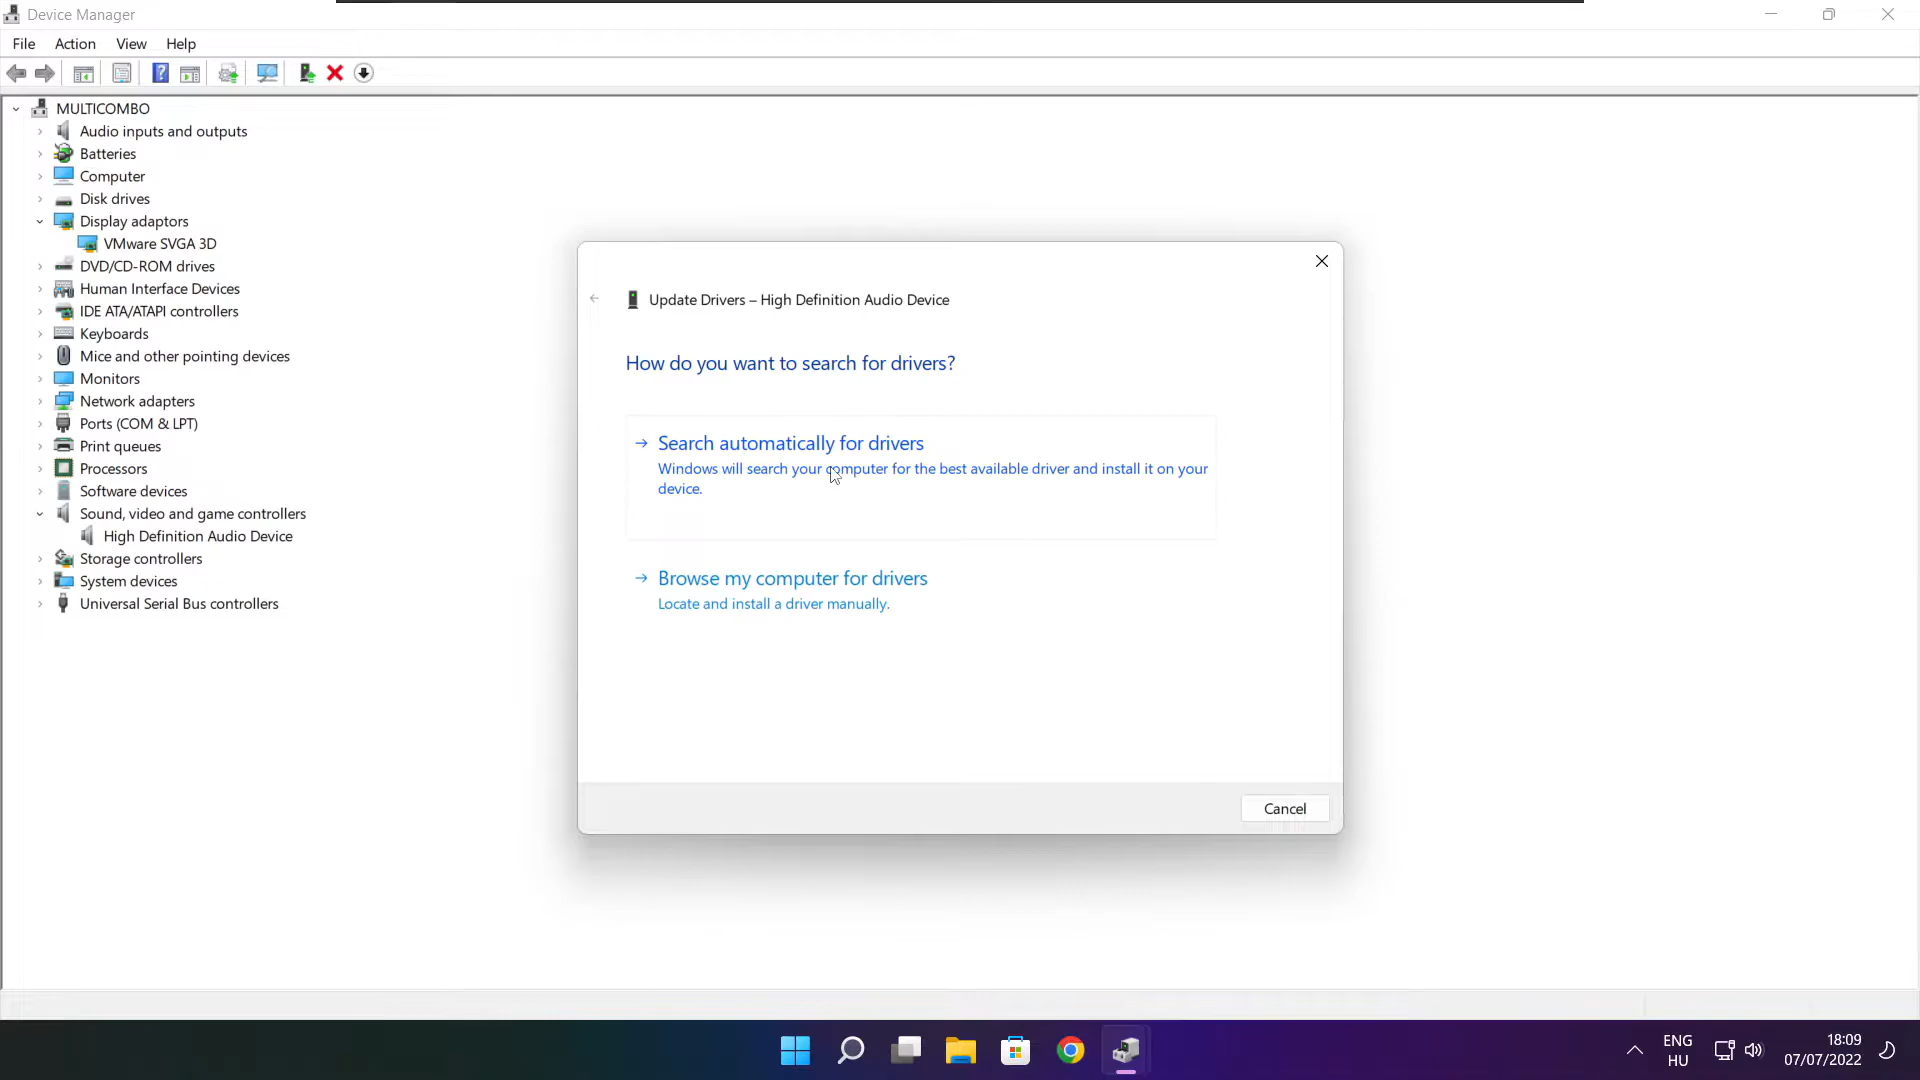 Device Manager
File Action View Help
MULTICOMBO
Audio inputs and outputs
Batteries
Computer
Disk drives
Display adaptors
VMware SVGA 3D
DVD/CD-ROM drives
Human Interface Devices
IDE ATA/ATAPI controllers
Keyboards
Mice and other pointing devices
Monitors
Network adapters
Ports (COM & LPT)
Print queues
Processors
Software devices
Sound, video and game controllers
High Definition Audio Device
Storage controllers
System devices
Universal Serial Bus controllers
Update Drivers – High Definition Audio Device
How do you want to search for drivers?
Search automatically for drivers
Windows will search your computer for the best available driver and install it on your
device.
Browse my computer for drivers
Locate and install a driver manually.
Cancel
ENG
HU
18:09
07/07/2022